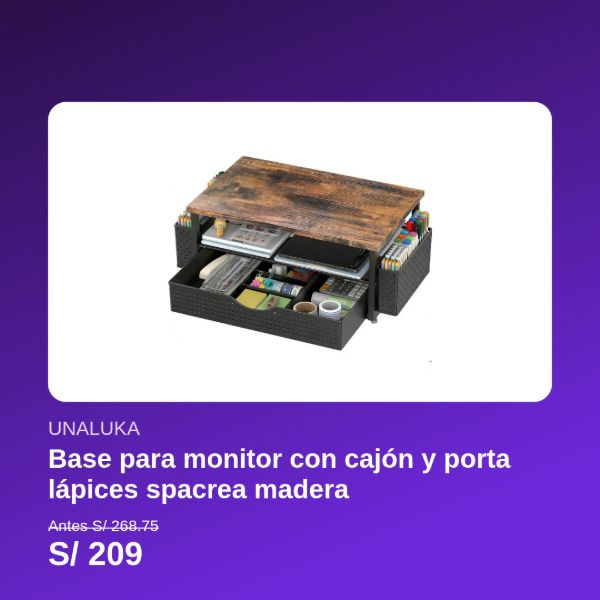 UNALUKA
Base para monitor con cajón y porta
lápices spacrea madera
Antes S/ 268.75
S/ 209